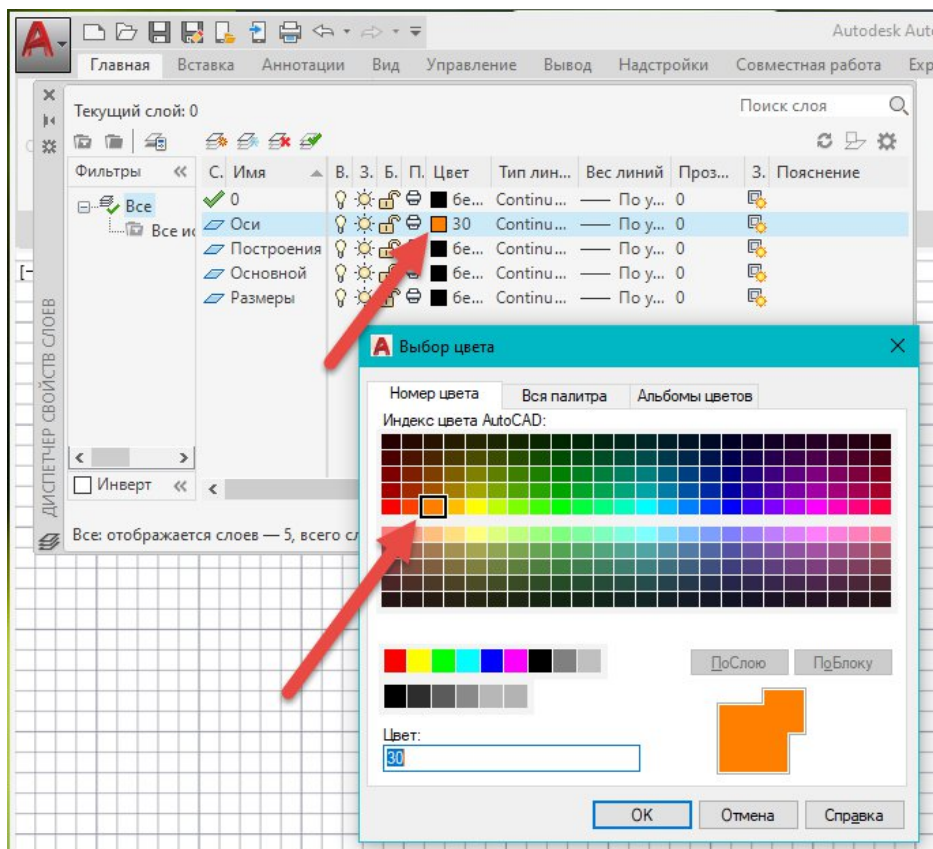 Autodesk Auto
Главная Вставка Аннотации Вид Управление Вывод Надстройки Совместная работа Exp
Текущий слой: 0
Поиск слоя
Фильтры « С. Имя В. З. Б. П. Цвет Тип лин... Вес линий Проз... З. Пояснение
Все
Все ис
0 бе... Continu... По у... 0
Оси 30 Continu... По у... 0
Построения бе... Continu... По у... 0
Основной бе... Continu... По у... 0
Размеры бе... Continu... По у... 0
Инверт «
Все: отображается слоев — 5, всего сл
ДИСПЕТЧЕР СВОЙСТВ СЛОЕВ
[–
Выбор цвета
Номер цвета Вся палитра Альбомы цветов
Индекс цвета AutoCAD:
ПоСлою ПоБлоку
Цвет:
30
OK Отмена Справка